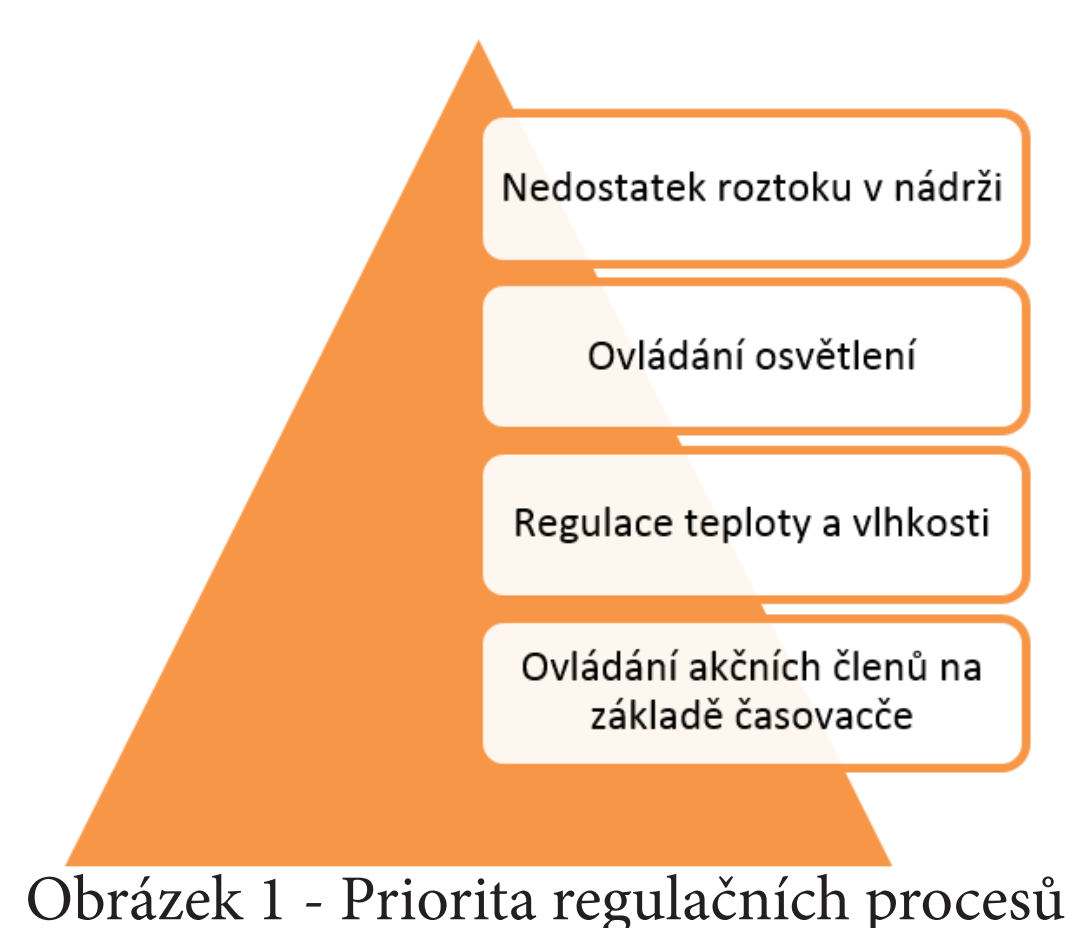 Nedostatek roztoku v nádrži
Ovládání osvětlení
Regulace teploty a vlhkosti
Ovládání akčních členů na
základě časovacče
Obrázek 1 - Priorita regulačních procesů